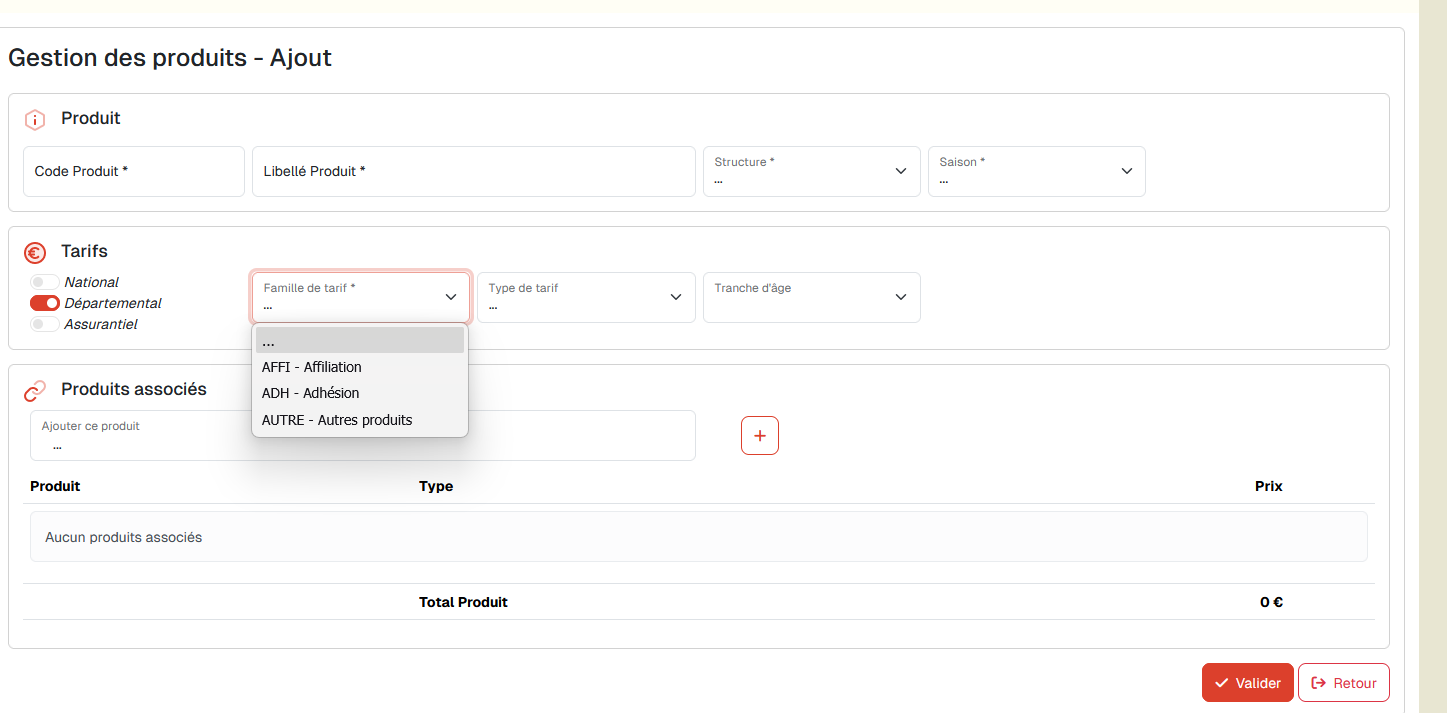 Gestion des produits - Ajout
Produit
Code Produit *
Libellé Produit *
Structure *
...
Saison *
...
Tarifs
National
Départemental
Assurantiel
Famille de tarif *
...
Type de tarif
...
Tranche d'âge
...
AFFI - Affiliation
ADH - Adhésion
AUTRE - Autres produits
Produits associés
Ajouter ce produit
...
Produit Type Prix
Aucun produits associés
Total Produit 0 €
Valider
Retour